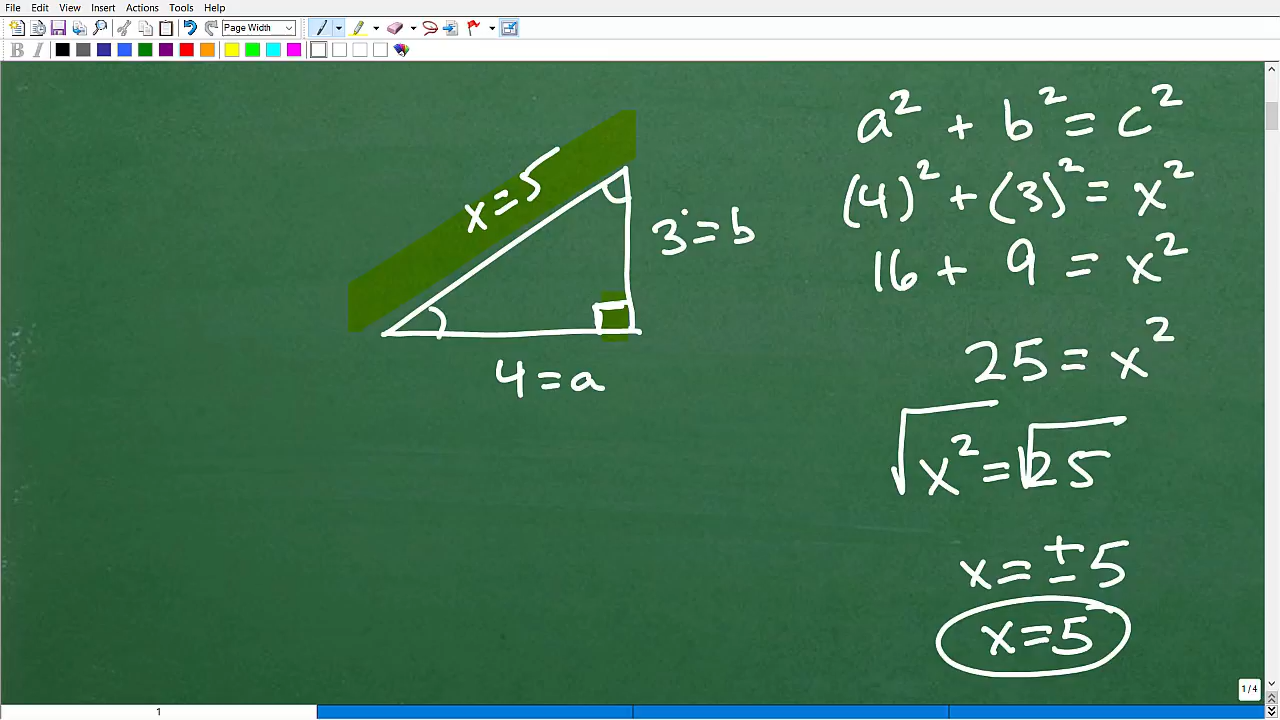 File Edit View Insert Actions Tools Help
Page Width
B I
x=5
3=b
4=a
a² + b² = c²
(4)² + (3)² = x²
16 + 9 = x²
25 = x²
√x² = √25
x = ± 5
x=5
1/4
1